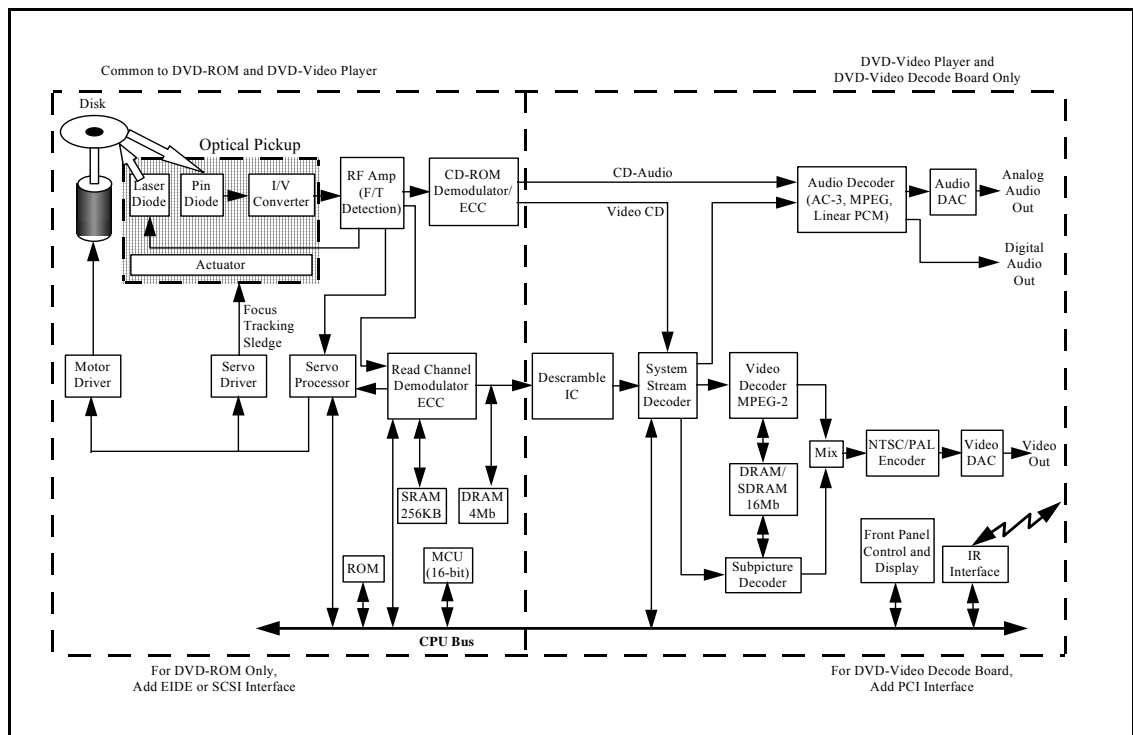 Common to DVD-ROM and DVD-Video Player
DVD-Video Player and
DVD-Video Decode Board Only
Disk
Optical Pickup
Laser
Diode
Pin
Diode
I/V
Converter
RF Amp
(F/T
Detection)
CD-ROM
Demodulator/
ECC
CD-Audio
Video CD
Audio Decoder
(AC-3, MPEG,
Linear PCM)
Audio
DAC
Analog
Audio
Out
Digital
Audio
Out
Actuator
Focus
Tracking
Sledge
Motor
Driver
Servo
Driver
Servo
Processor
Read Channel
Demodulator
ECC
Descramble
IC
System
Stream
Decoder
Video
Decoder
MPEG-2
Mix
NTSC/PAL
Encoder
Video
DAC
Video
Out
SRAM
256KB
DRAM
4Mb
DRAM/
SDRAM
16Mb
ROM
MCU
(16-bit)
Subpicture
Decoder
Front Panel
Control and
Display
IR
Interface
CPU Bus
For DVD-ROM Only,
Add EIDE or SCSI Interface
For DVD-Video Decode Board,
Add PCI Interface